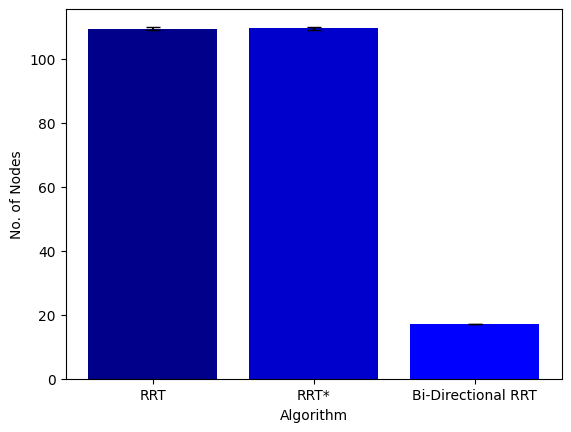 No. of Nodes
100
80
60
40
20
0
RRT
RRT*
Bi-Directional RRT
Algorithm